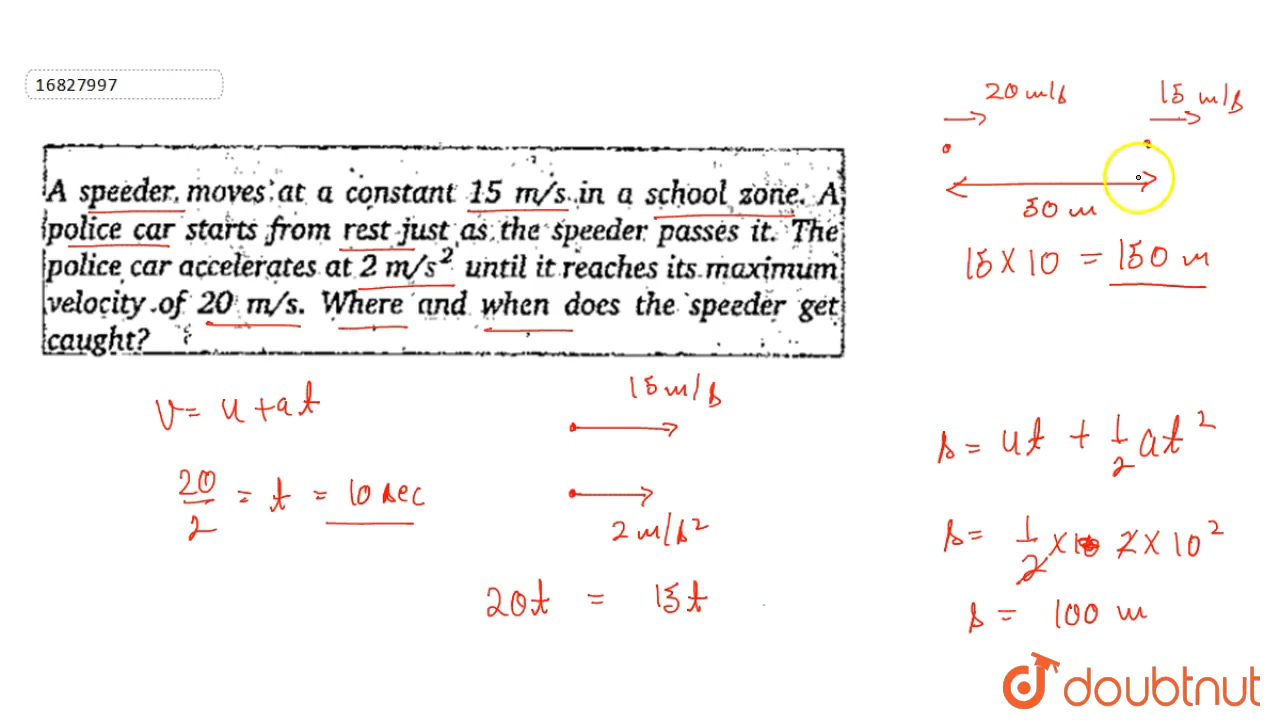 16827997
A speeder moves at a constant 15 m/s in a school zone. A
police car starts from rest just as the speeder passes it. The
police car accelerates at 2 m/s² until it reaches its maximum
velocity of 20 m/s. Where and when does the speeder get
caught?
20 m/s 15 m/s
50 m
15 × 10 = 150 m
v = u + at
20/2 = t = 10 sec
15 m/s
2 m/s²
20t = 15t
s = ut + 1/2 at²
s = 1/2 × 2 × 10²
s = 100 m
doubtnut